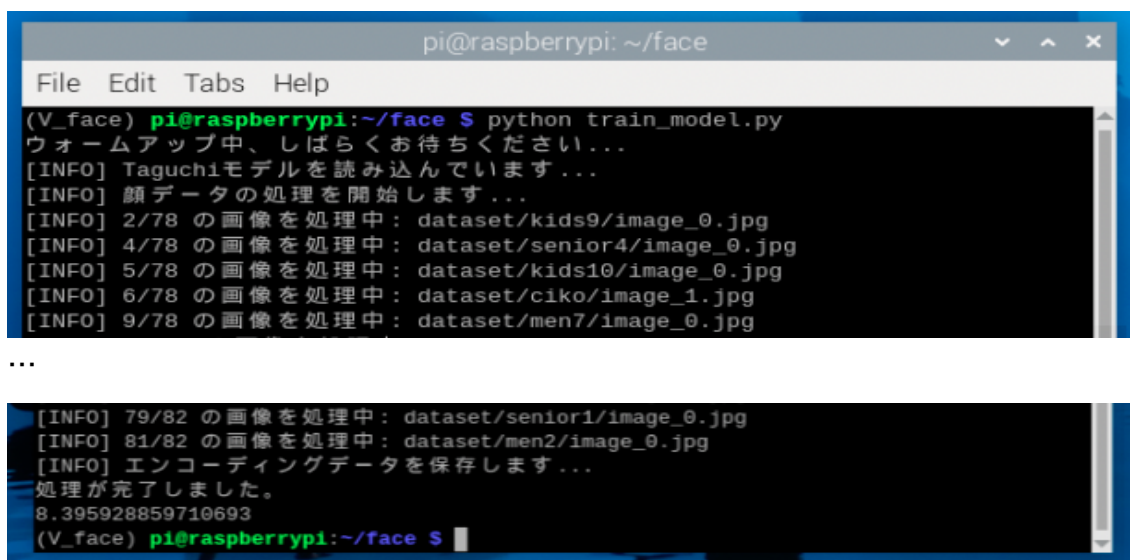 pi@raspberrypi: ~/face
File Edit Tabs Help
(V_face) pi@raspberrypi:~/face $ python train_model.py
ウォームアップ中、しばらくお待ちください...
[INFO] Taguchiモデルを読み込んでいます...
[INFO] 顔データの処理を開始します...
[INFO] 2/78 の画像を処理中: dataset/kids9/image_0.jpg
[INFO] 4/78 の画像を処理中: dataset/senior4/image_0.jpg
[INFO] 5/78 の画像を処理中: dataset/kids10/image_0.jpg
[INFO] 6/78 の画像を処理中: dataset/ciko/image_1.jpg
[INFO] 9/78 の画像を処理中: dataset/men7/image_0.jpg
...
[INFO] 79/82 の画像を処理中: dataset/senior1/image_0.jpg
[INFO] 81/82 の画像を処理中: dataset/men2/image_0.jpg
[INFO] エンコーディングデータを保存します...
処理が完了しました。
8.395928859710693
(V_face) pi@raspberrypi:~/face $